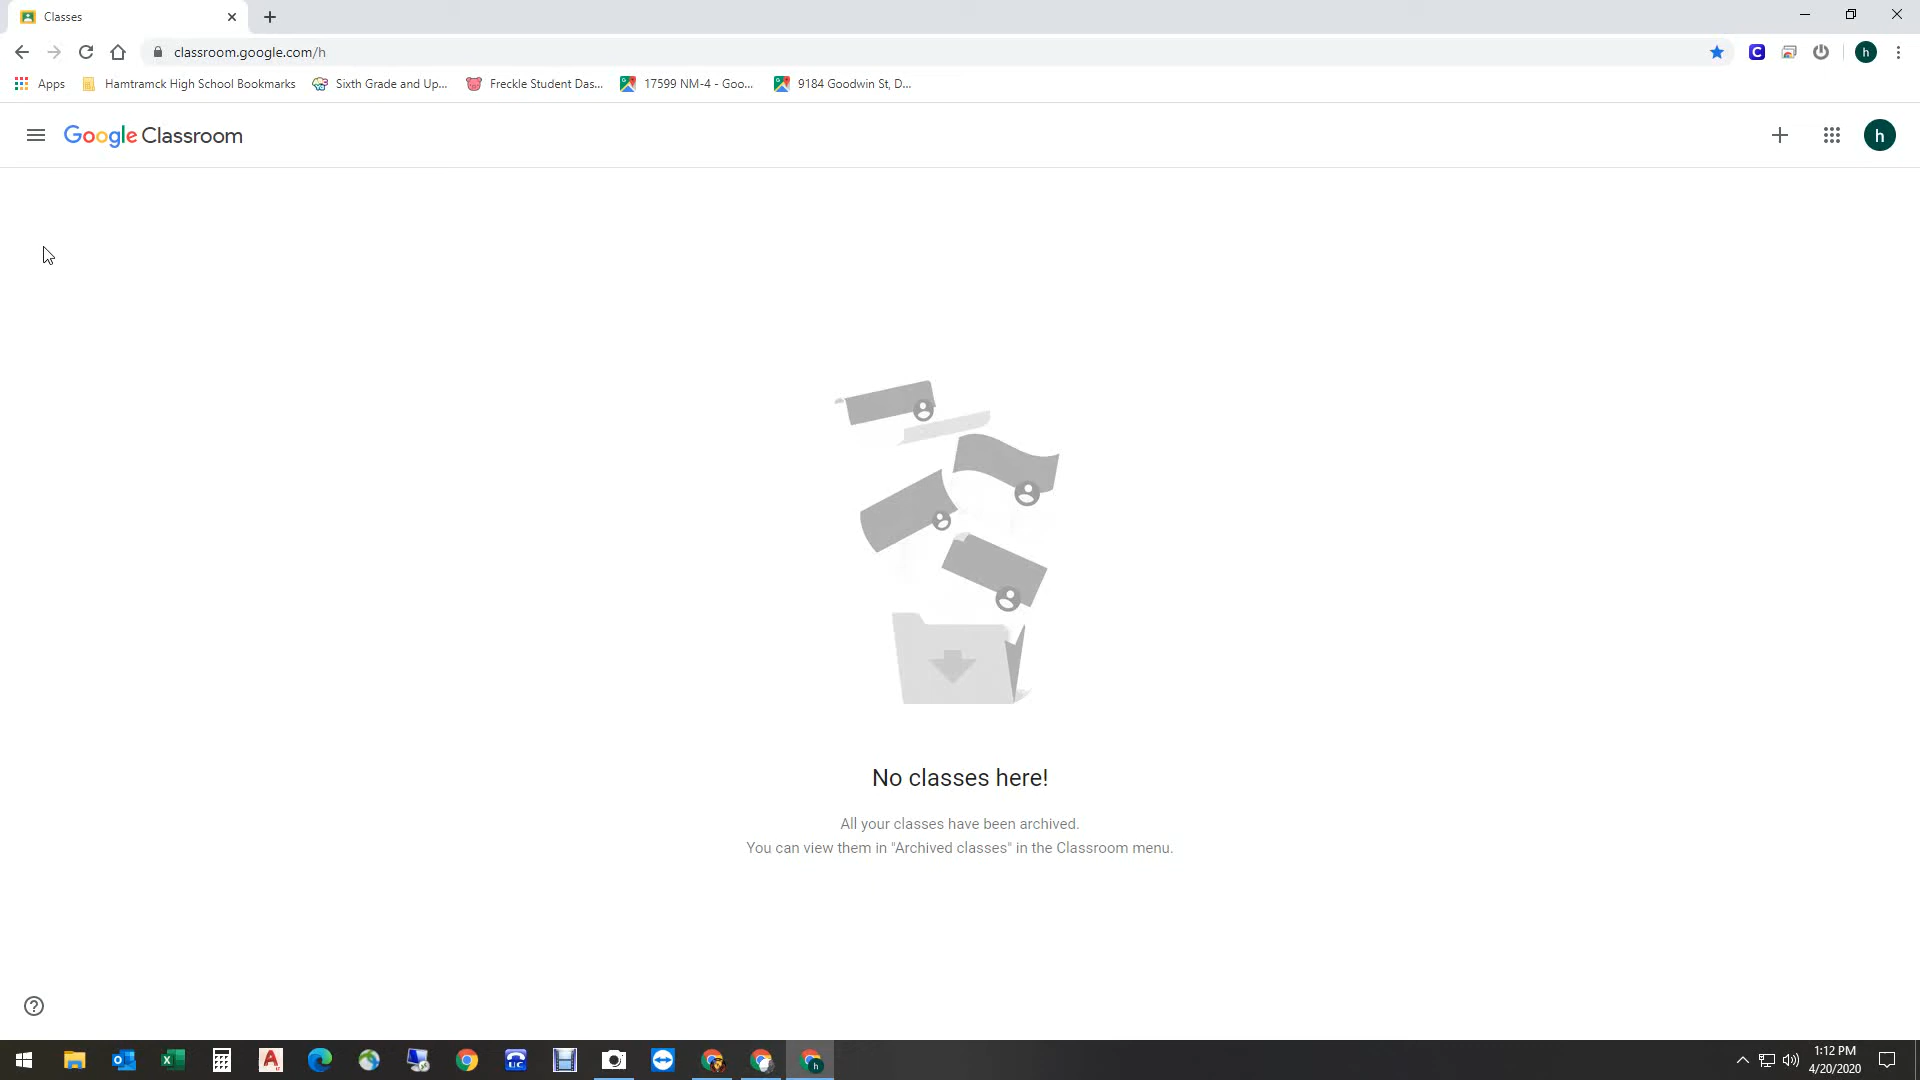 Classes
classroom.google.com/h
C
h
Apps
Hamtramck High School Bookmarks
Sixth Grade and Up...
Freckle Student Das...
17599 NM-4 - Goo...
9184 Goodwin St, D...
Google Classroom
h
No classes here!
All your classes have been archived.
You can view them in "Archived classes" in the Classroom menu.
UC
h
1:12 PM
4/20/2020